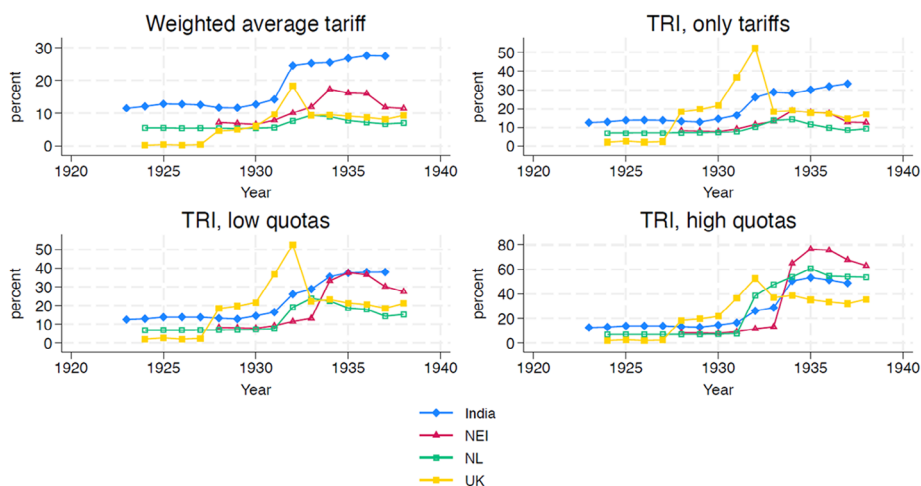 Weighted average tariff
percent
30
20
10
0
1920 1925 1930 1935 1940
Year
TRI, only tariffs
percent
50
40
30
20
10
0
1920 1925 1930 1935 1940
Year
TRI, low quotas
percent
50
40
30
20
10
0
1920 1925 1930 1935 1940
Year
TRI, high quotas
percent
80
60
40
20
0
1920 1925 1930 1935 1940
Year
India
NEI
NL
UK